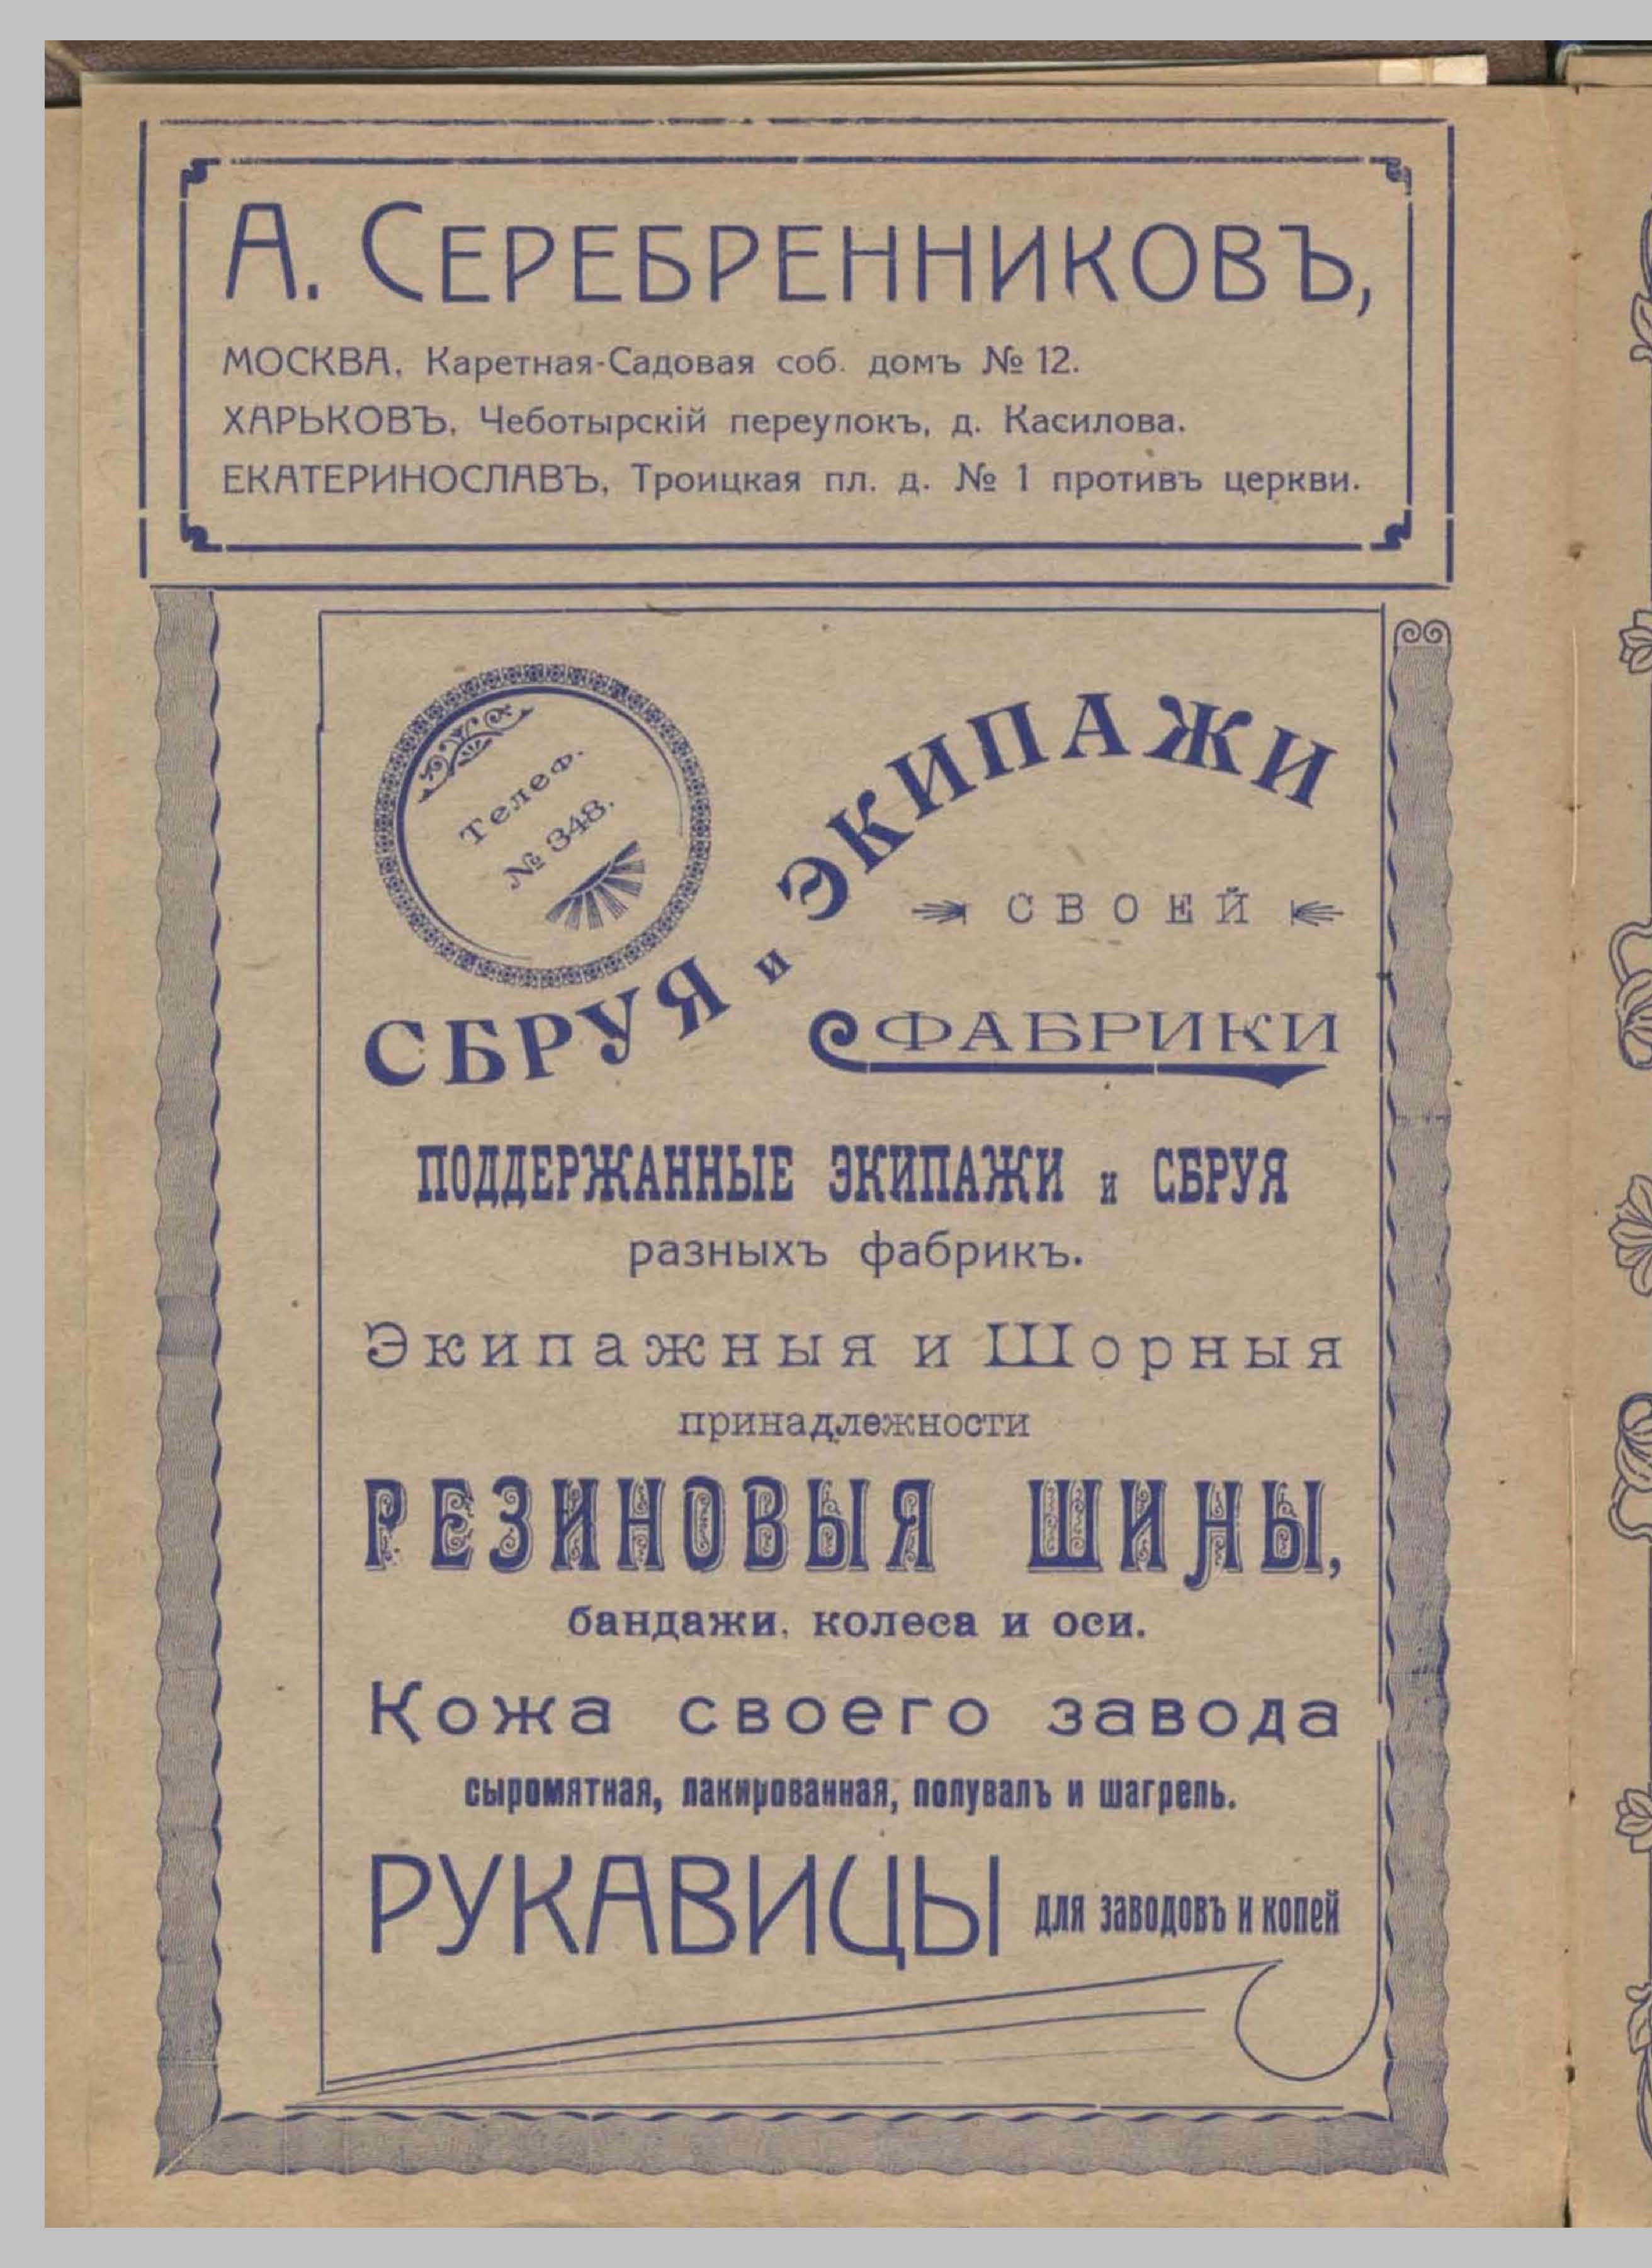 А. СЕРЕБРЕННИКОВЪ,
МОСКВА, Каретная-Садовая соб. домъ № 12.
ХАРЬКОВЪ, Чеботырскій переулокъ, д. Касилова.
ЕКАТЕРИНОСЛАВЪ, Троицкая пл. д. № 1 противъ церкви.
Телеф.
№ 348.
СБРУЯ и ЭКИПАЖИ
СВОЕЙ
ФАБРИКИ
ПОДДЕРЖАННЫЕ ЭКИПАЖИ и СБРУЯ
разныхъ фабрикъ.
Экипажныя и Шорныя
принадлежности
РЕЗИНОВЫЯ ШИНЫ,
бандажи, колеса и оси.
Кожа своего завода
сыромятная, лакированная, полувалъ и шагрень.
РУКАВИЦЫ для заводовъ и копей